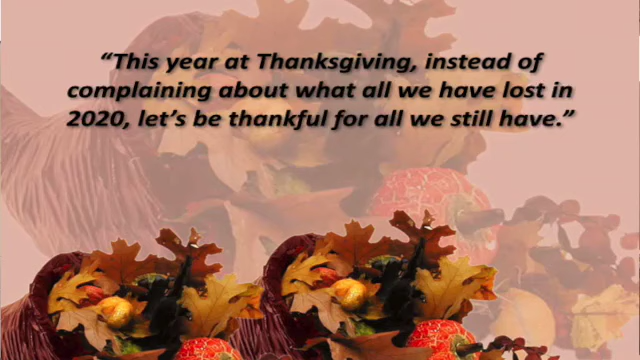 “This year at Thanksgiving, instead of
complaining about what all we have lost in
2020, let’s be thankful for all we still have.”